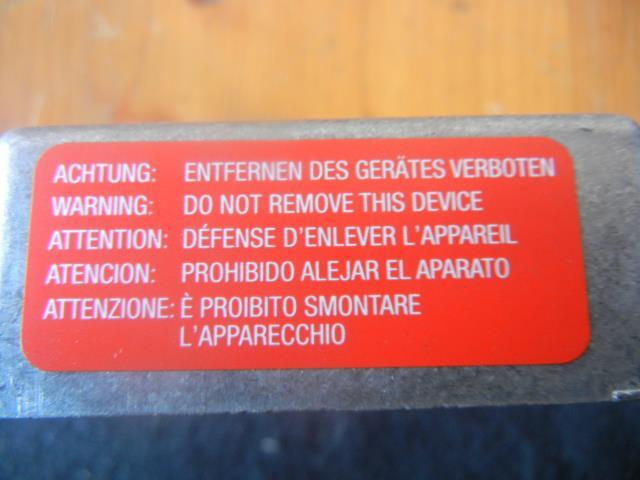 ACHTUNG: ENTFERNEN DES GERÄTES VERBOTEN
WARNING: DO NOT REMOVE THIS DEVICE
ATTENTION: DÉFENSE D'ENLEVER L'APPAREIL
ATENCION: PROHIBIDO ALEJAR EL APARATO
ATTENZIONE: È PROIBITO SMONTARE
L'APPARECCHIO